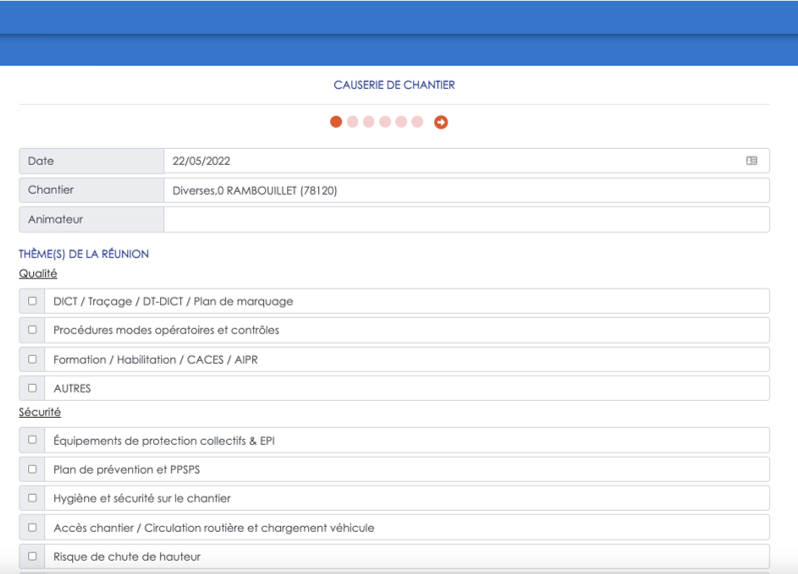 CAUSERIE DE CHANTIER
Date 22/05/2022
Chantier Diverses,0 RAMBOUILLET (78120)
Animateur
THÈME(S) DE LA RÉUNION
Qualité
DICT / Traçage / DT-DICT / Plan de marquage
Procédures modes opératoires et contrôles
Formation / Habilitation / CACES / AIPR
AUTRES
Sécurité
Équipements de protection collectifs & EPI
Plan de prévention et PPSPS
Hygiène et sécurité sur le chantier
Accès chantier / Circulation routière et chargement véhicule
Risque de chute de hauteur